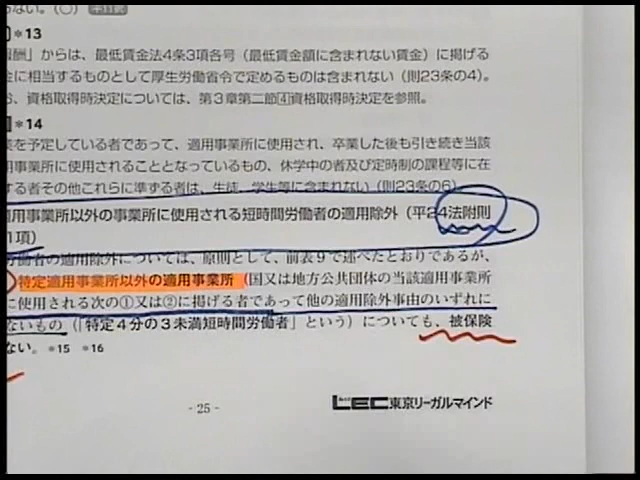 らない。(○)
*13
報酬」からは、最低賃金法4条3項各号(最低賃金額に含まれない賃金)に掲げる
金に相当するものとして厚生労働省令で定めるものは含まれない(則23条の4)。
お、資格取得時決定については、第3章第二節4資格取得時決定を参照。
*14
業を予定している者であって、適用事業所に使用され、卒業した後も引き続き当該
用事業所に使用されることとなっているもの、休学中の者及び定時制の課程等に在
する者その他これらに準ずる者は、生徒、学生等に含まれない(則23条の6)。
適用事業所以外の事業所に使用される短時間労働者の適用除外(平24法附則
1項)
労働者の適用除外については、原則として、前表9で述べたとおりであるが、
特定適用事業所以外の適用事業所(国又は地方公共団体の当該適用事業所
に使用される次の①又は②に掲げる者であって他の適用除外事由のいずれに
ないもの(「特定4分の3未満短時間労働者」という)についても、被保険
ない。*15 *16
- 25 -
LEC東京リーガルマインド